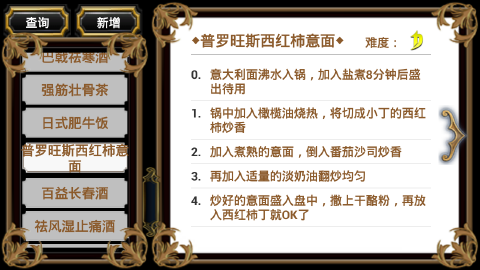 查询
新增
巴戟祛寒酒
强筋壮骨茶
日式肥牛饭
普罗旺斯西红柿意
面
百益长春酒
祛风湿止痛酒
普罗旺斯西红柿意面
难度：
0. 意大利面沸水入锅，加入盐煮8分钟后盛
出待用
1. 锅中加入橄榄油烧热，将切成小丁的西红
柿炒香
2. 加入煮熟的意面，倒入番茄沙司炒香
3. 再加入适量的淡奶油翻炒均匀
4. 炒好的意面盛入盘中，撒上干酪粉，再放
入西红柿丁就OK了